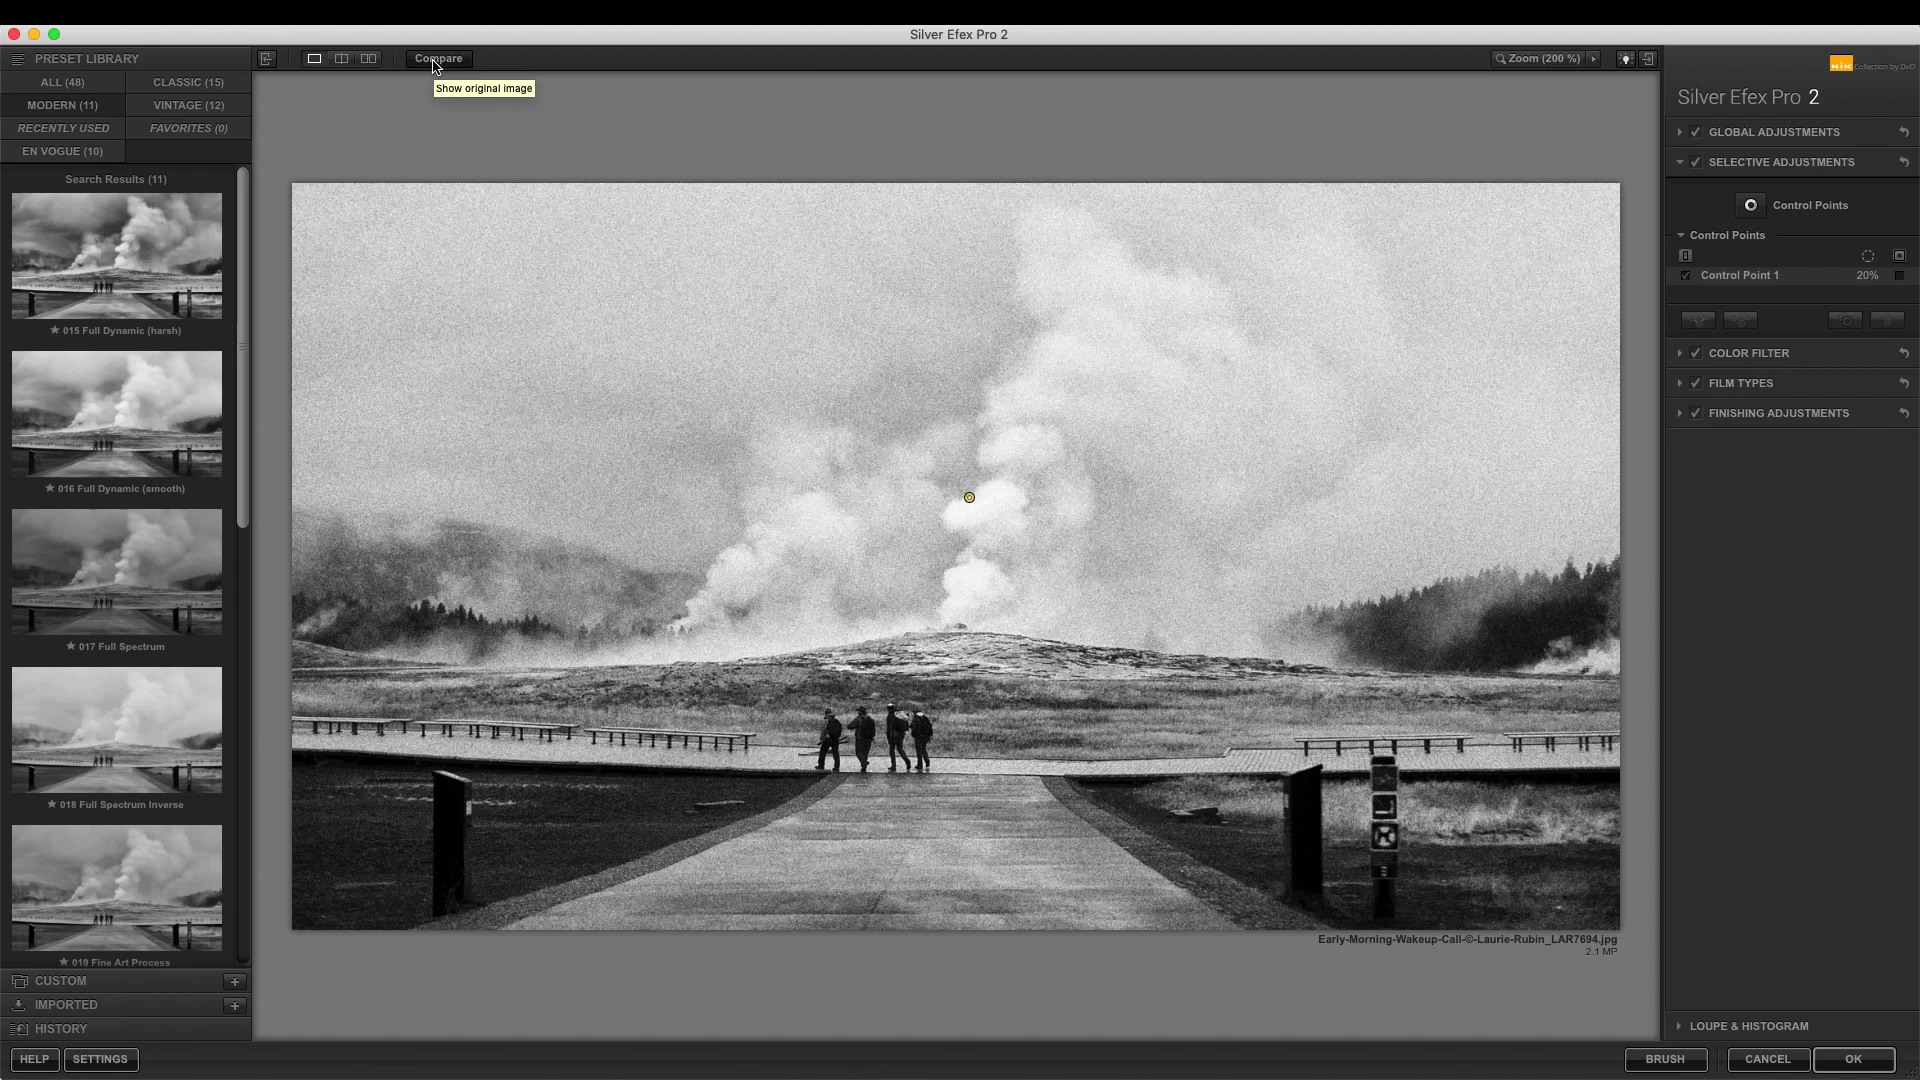 Silver Efex Pro 2
PRESET LIBRARY
ALL (48)
CLASSIC (15)
MODERN (11)
VINTAGE (12)
RECENTLY USED
FAVORITES (0)
EN VOGUE (10)
Search Results (11)
★ 015 Full Dynamic (harsh)
★ 016 Full Dynamic (smooth)
★ 017 Full Spectrum
★ 018 Full Spectrum Inverse
★ 019 Fine Art Process
CUSTOM
IMPORTED
HISTORY
HELP
SETTINGS
Compare
Show original image
Zoom (200 %)
Early-Morning-Wakeup-Call-©-Laurie-Rubin_LAR7694.jpg
2.1 MP
Nik Collection by DxO
Silver Efex Pro 2
GLOBAL ADJUSTMENTS
SELECTIVE ADJUSTMENTS
Control Points
Control Points
Control Point 1 20%
COLOR FILTER
FILM TYPES
FINISHING ADJUSTMENTS
LOUPE & HISTOGRAM
BRUSH
CANCEL
OK